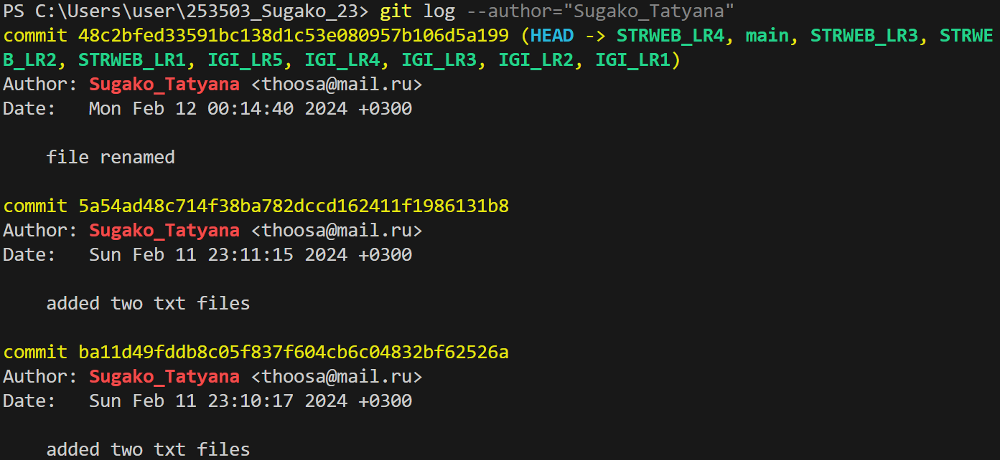 PS C:\Users\user\253503_Sugako_23> git log --author="Sugako_Tatyana"
commit 48c2bfed33591bc138d1c53e080957b106d5a199 (HEAD -> STRWEB_LR4, main, STRWEB_LR3, STRWE
B_LR2, STRWEB_LR1, IGI_LR5, IGI_LR4, IGI_LR3, IGI_LR2, IGI_LR1)
Author: Sugako_Tatyana <thoosa@mail.ru>
Date:   Mon Feb 12 00:14:40 2024 +0300
    file renamed
commit 5a54ad48c714f38ba782dccd162411f1986131b8
Author: Sugako_Tatyana <thoosa@mail.ru>
Date:   Sun Feb 11 23:11:15 2024 +0300
    added two txt files
commit ba11d49fddb8c05f837f604cb6c04832bf62526a
Author: Sugako_Tatyana <thoosa@mail.ru>
Date:   Sun Feb 11 23:10:17 2024 +0300
    added two txt files